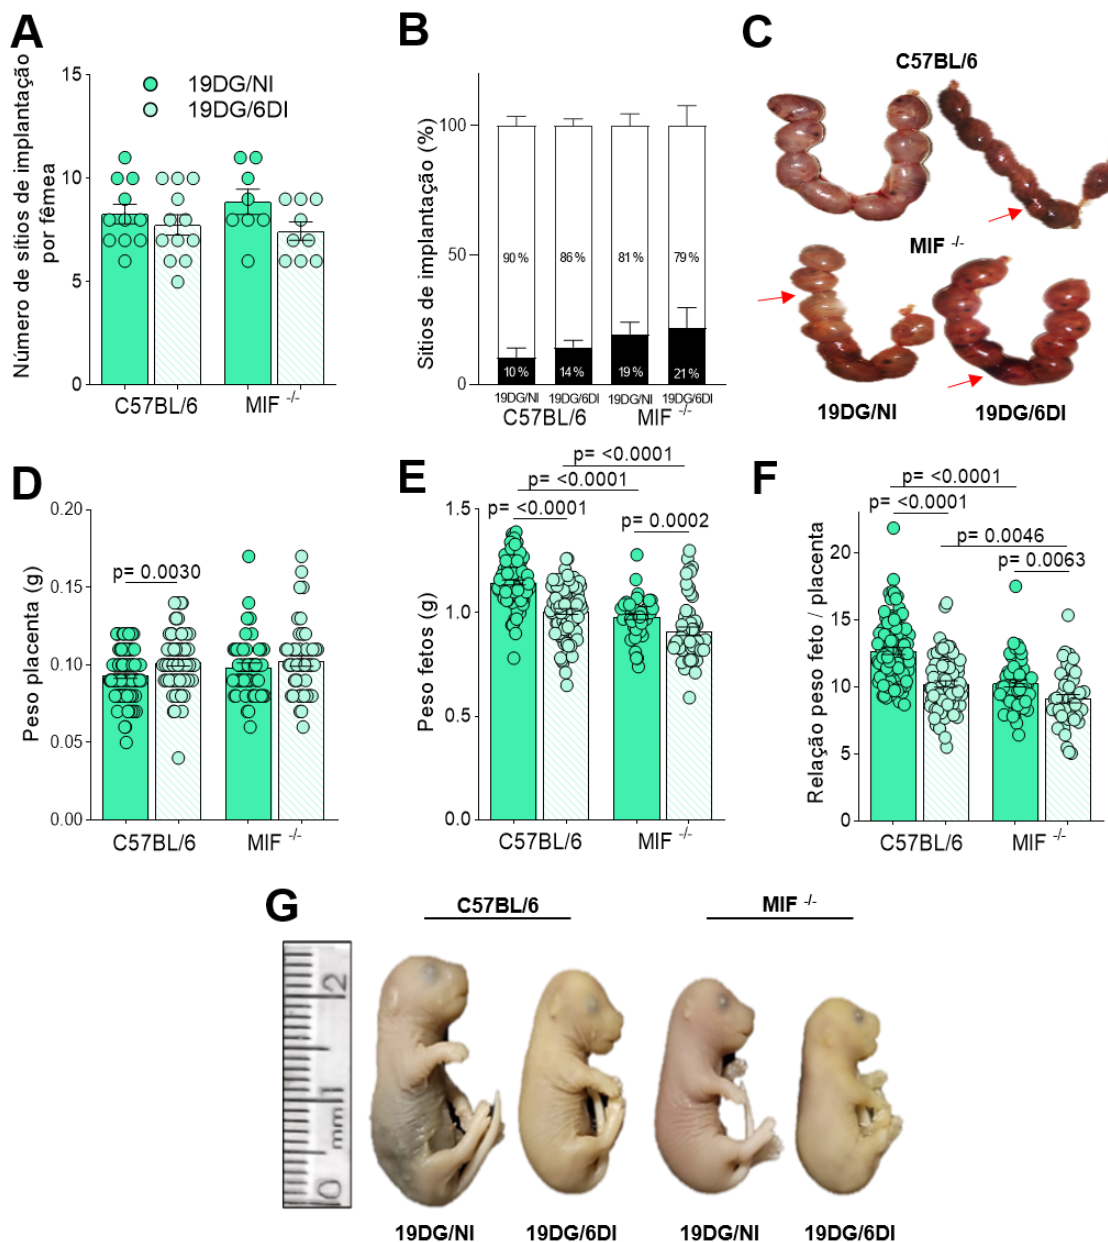 A
Número de sítios de implantação
por fêmea
15
10
5
0
19DG/NI
19DG/6DI
C57BL/6
MIF -/-
B
Sítios de implantação (%)
100
50
0
90 %
86 %
81 %
79 %
10 %
14 %
19 %
21 %
19DG/NI
19DG/6DI
19DG/NI
19DG/6DI
C57BL/6
MIF -/-
C
C57BL/6
MIF -/-
19DG/NI
19DG/6DI
D
Peso placenta (g)
0.20
0.15
0.10
0.05
0.00
p= 0.0030
C57BL/6
MIF -/-
E
Peso fetos (g)
1.5
1.0
0.5
0.0
p= <0.0001
p= <0.0001
p= <0.0001
p= 0.0002
C57BL/6
MIF -/-
F
Relação peso feto / placenta
20
15
10
5
0
p= <0.0001
p= <0.0001
p= 0.0046
p= 0.0063
C57BL/6
MIF -/-
G
C57BL/6
MIF -/-
2
1
mm
0
19DG/NI
19DG/6DI
19DG/NI
19DG/6DI